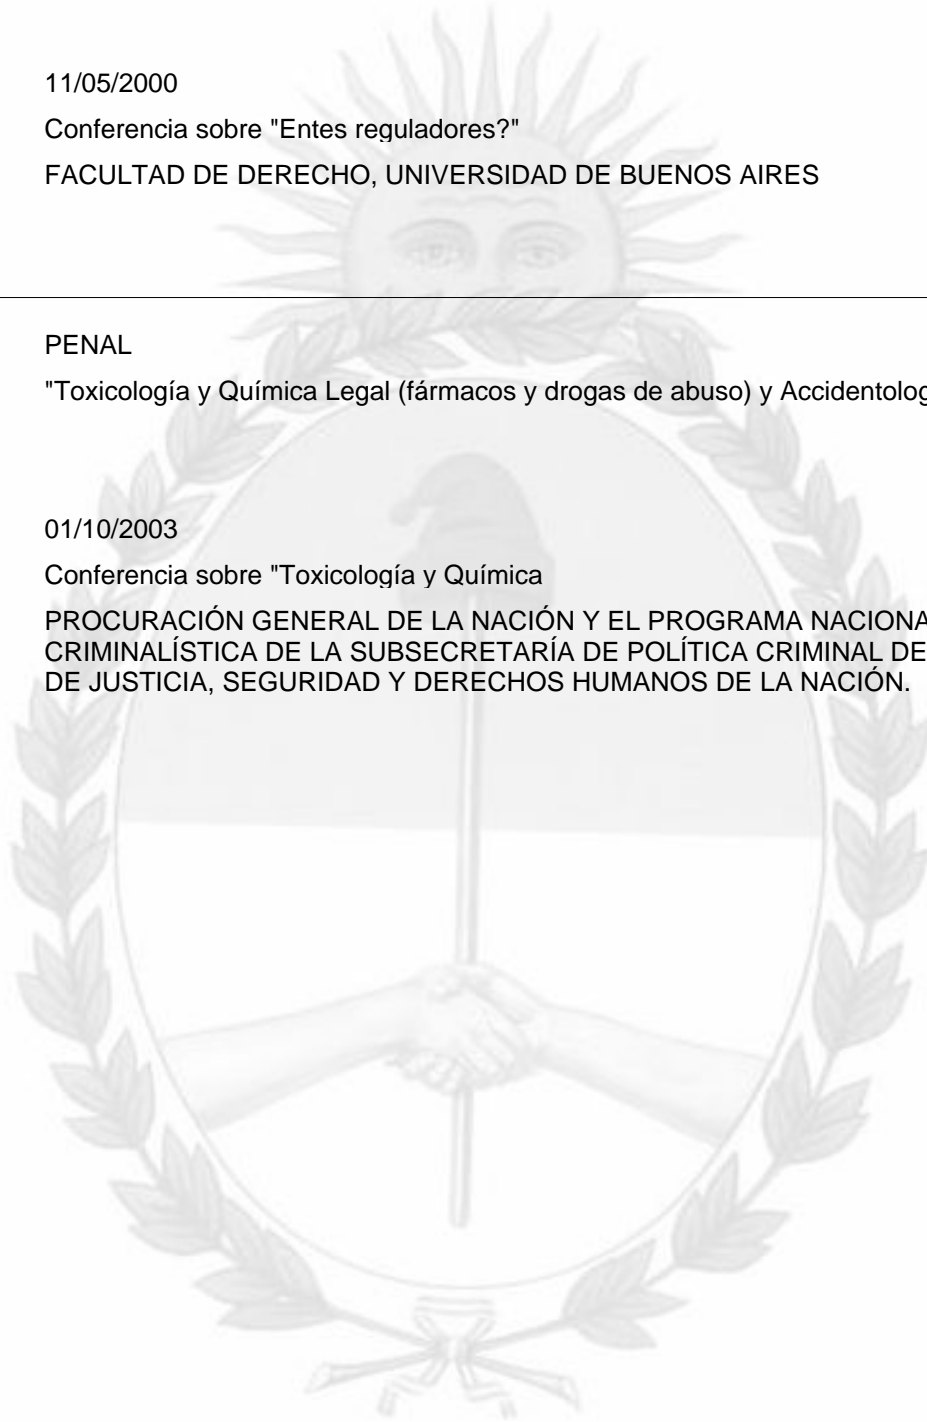 11/05/2000
Conferencia sobre "Entes reguladores?"
FACULTAD DE DERECHO, UNIVERSIDAD DE BUENOS AIRES
PENAL
"Toxicología y Química Legal (fármacos y drogas de abuso) y Accidentolog
01/10/2003
Conferencia sobre "Toxicología y Química
PROCURACIÓN GENERAL DE LA NACIÓN Y EL PROGRAMA NACIONA
CRIMINALÍSTICA DE LA SUBSECRETARÍA DE POLÍTICA CRIMINAL DE
DE JUSTICIA, SEGURIDAD Y DERECHOS HUMANOS DE LA NACIÓN.